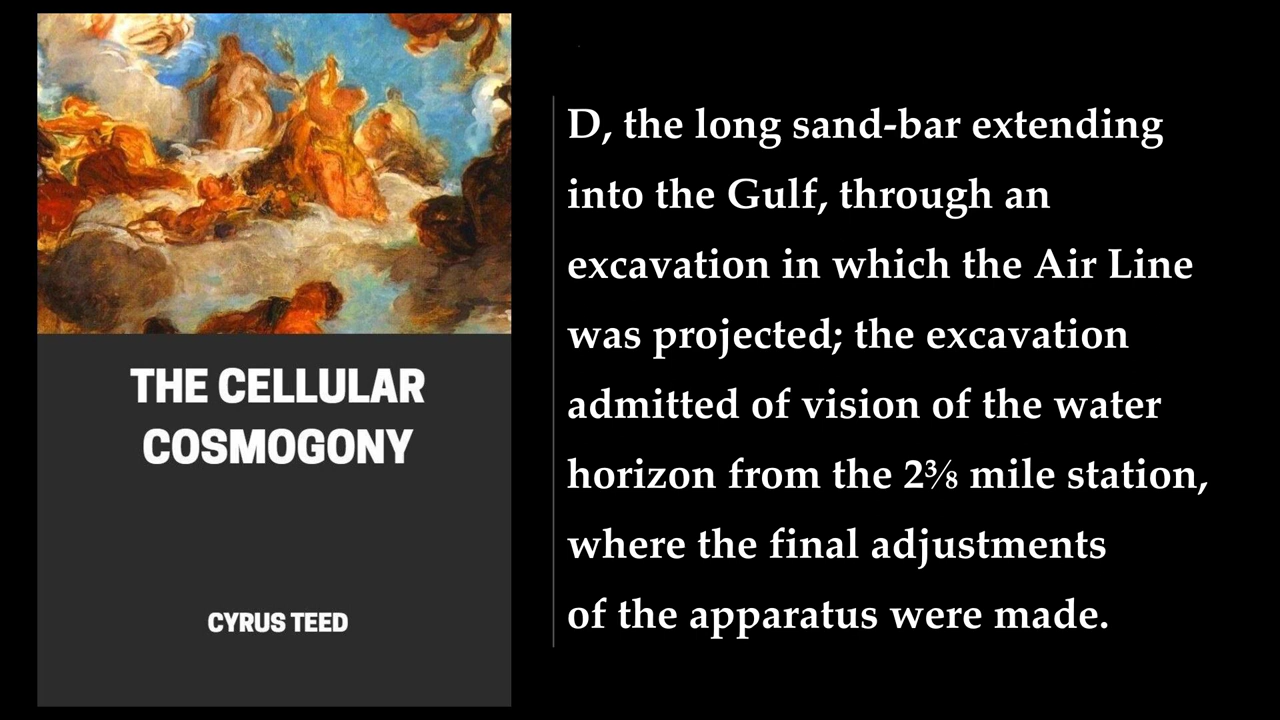 THE CELLULAR
COSMOGONY
CYRUS TEED
D, the long sand-bar extending
into the Gulf, through an
excavation in which the Air Line
was projected; the excavation
admitted of vision of the water
horizon from the 2⅜ mile station,
where the final adjustments
of the apparatus were made.